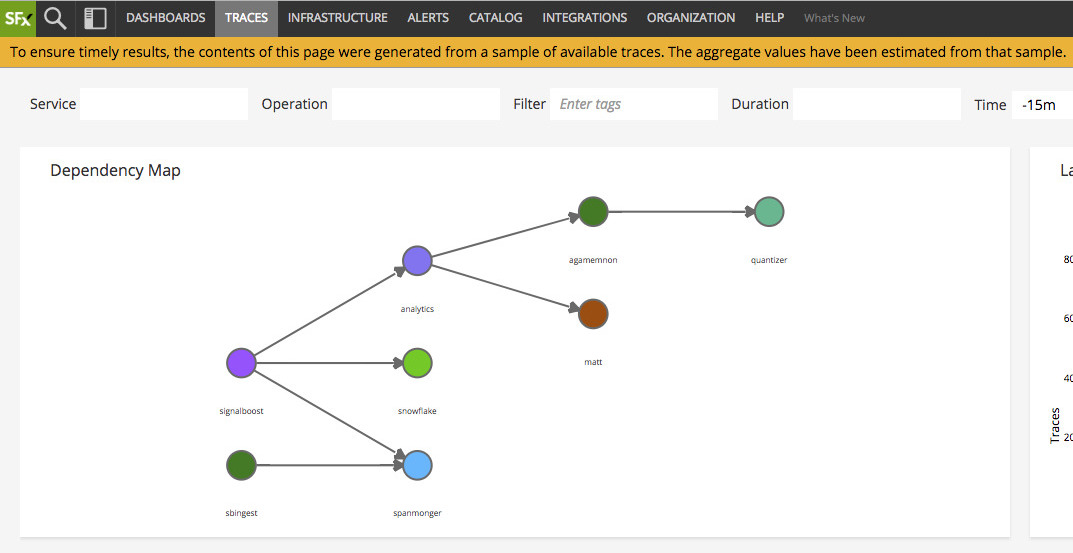 SFx DASHBOARDS TRACES INFRASTRUCTURE ALERTS CATALOG INTEGRATIONS ORGANIZATION HELP What's New
To ensure timely results, the contents of this page were generated from a sample of available traces. The aggregate values have been estimated from that sample.
Service Operation Filter Enter tags Duration Time -15m
Dependency Map
La
agamemnon
quantizer
80
analytics
60
matt
40
signalboost
snowflake
Traces
20
sbingest
spanmonger